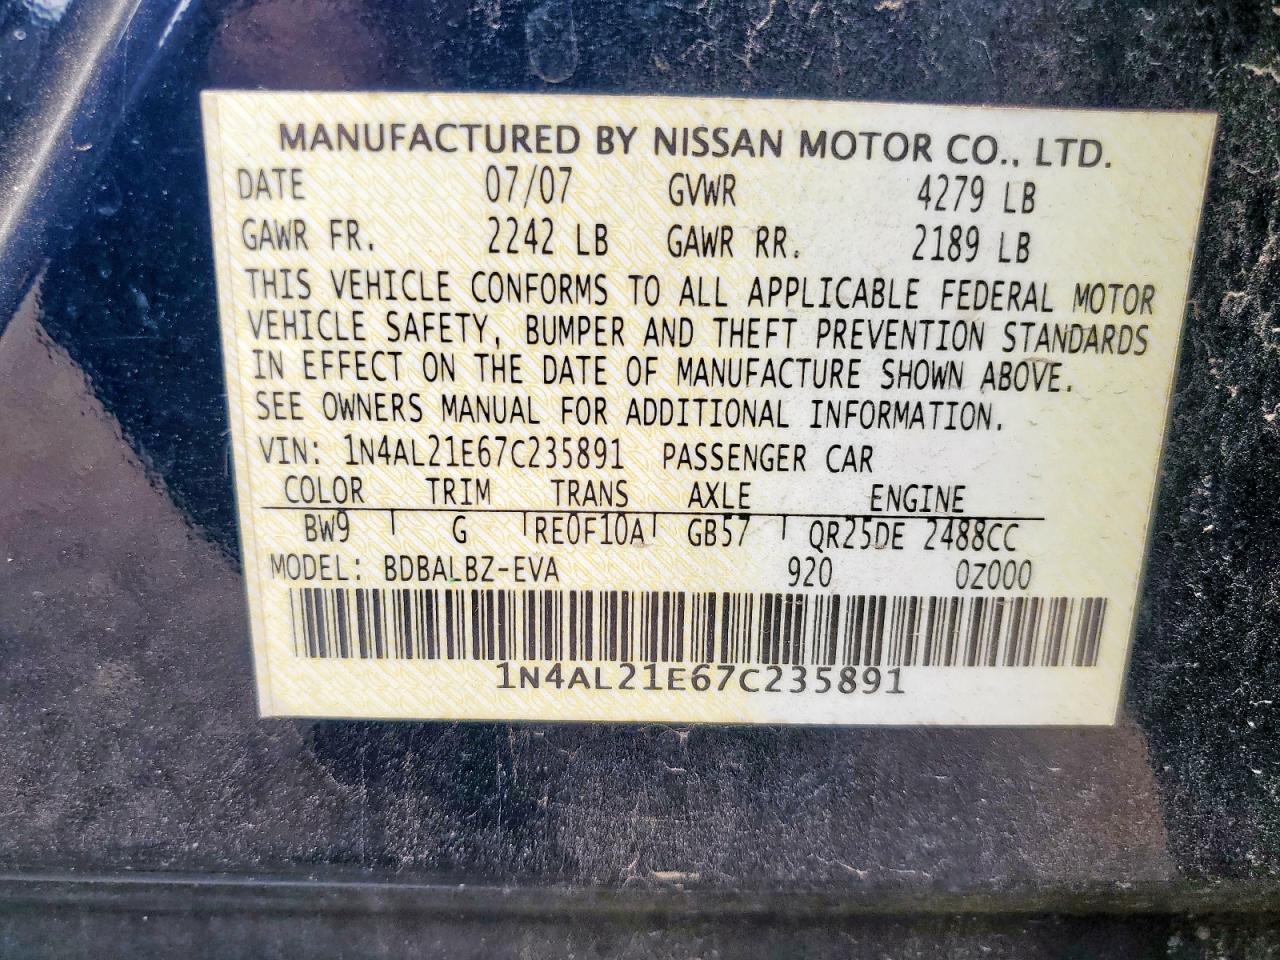 MANUFACTURED BY NISSAN MOTOR CO., LTD.
DATE 07/07 GVWR 4279 LB
GAWR FR. 2242 LB GAWR RR. 2189 LB
THIS VEHICLE CONFORMS TO ALL APPLICABLE FEDERAL MOTOR
VEHICLE SAFETY, BUMPER AND THEFT PREVENTION STANDARDS
IN EFFECT ON THE DATE OF MANUFACTURE SHOWN ABOVE.
SEE OWNERS MANUAL FOR ADDITIONAL INFORMATION.
VIN: 1N4AL21E67C235891 PASSENGER CAR
COLOR TRIM TRANS AXLE ENGINE
BW9 G RE0F10A GB57 QR25DE 2488CC
MODEL: BDBALBZ-EVA 920 0Z000
1N4AL21E67C235891